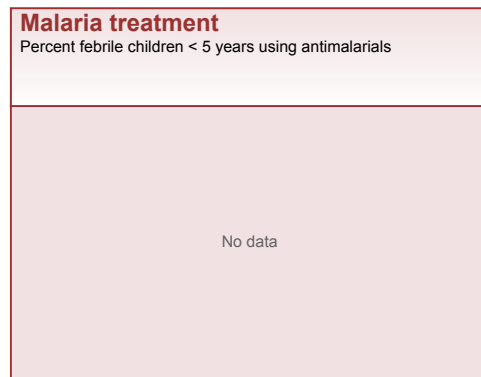 Malaria treatment
Percent febrile children < 5 years using antimalarials
No data